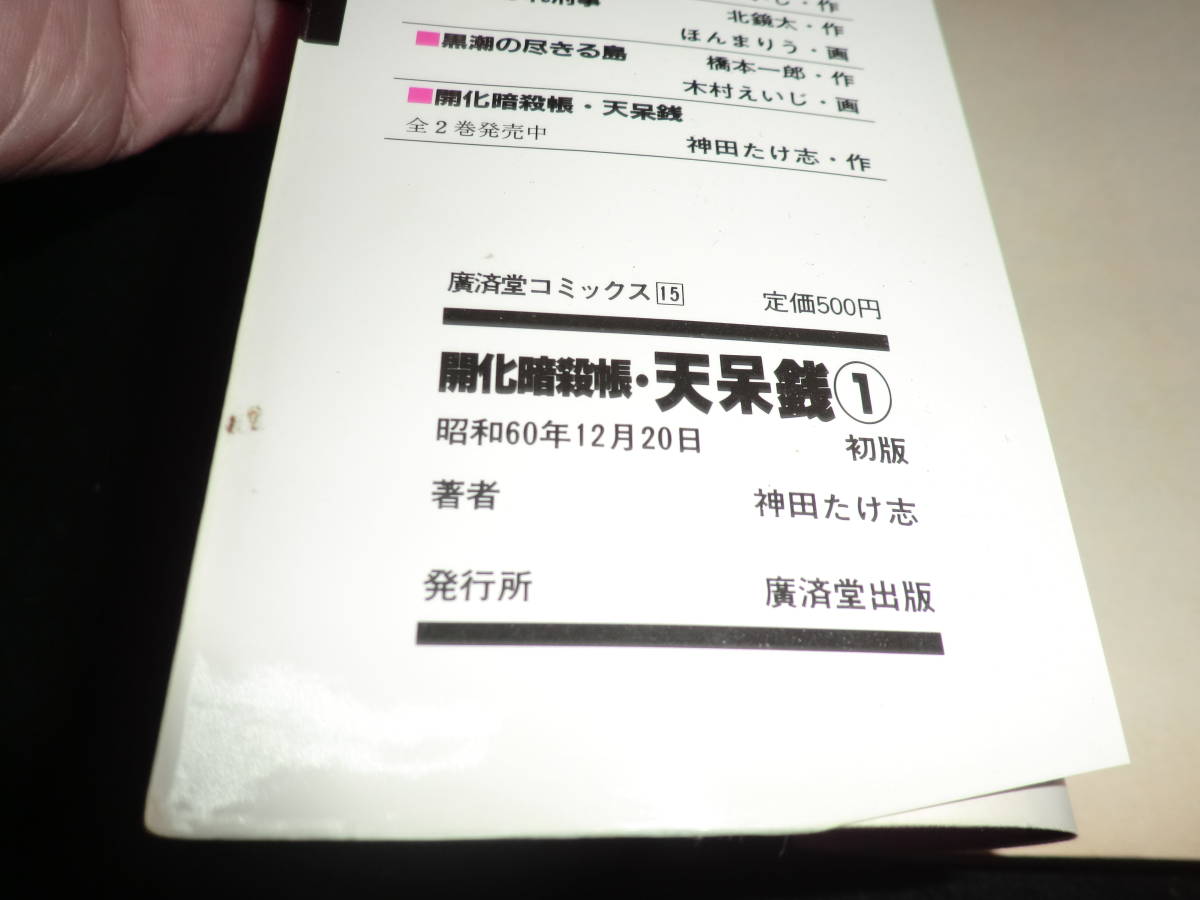 ・作
北鏡太・作
ほんまりう・画
■黒潮の尽きる島
橋本一郎・作
木村えいじ・画
■開化暗殺帳・天呆銭
全2巻発売中
神田たけ志・作
廣済堂コミックス15 定価500円
開化暗殺帳・天呆銭①
昭和60年12月20日 初版
著者 神田たけ志
発行所 廣済堂出版